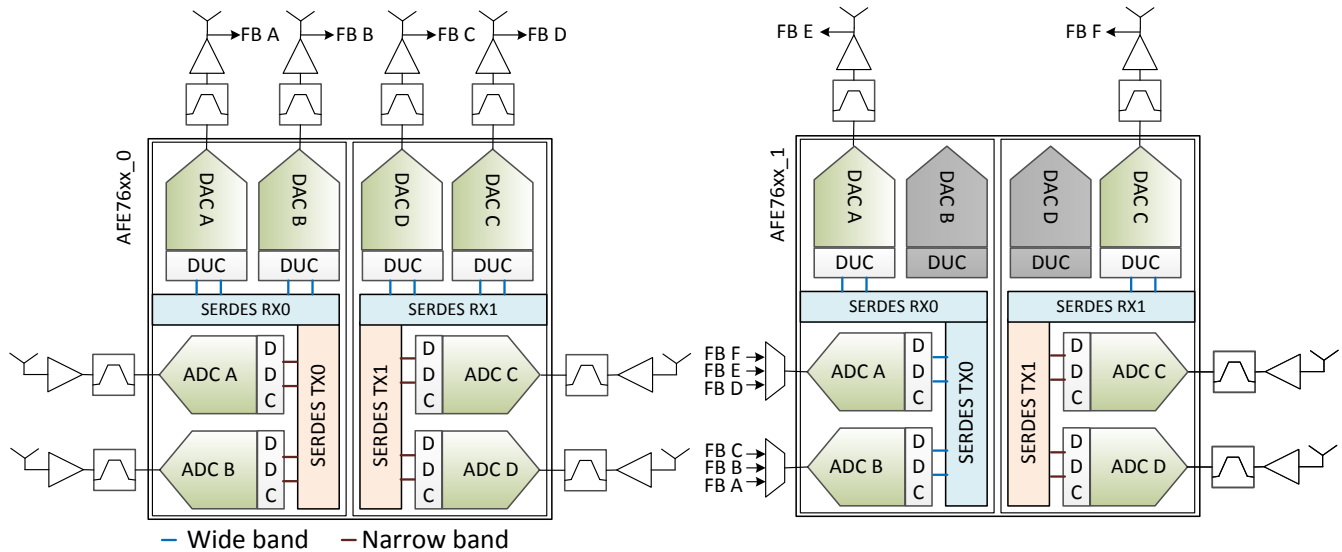 FB A
FB B
FB C
FB D
FB E
FB F
AFE76xx_0
DAC A
DAC B
DAC D
DAC C
DUC
DUC
DUC
DUC
SERDES RX0
SERDES RX1
ADC A
D
D
C
SERDES TX0
SERDES TX1
D
D
C
ADC C
ADC B
D
D
C
D
D
C
ADC D
AFE76xx_1
DAC A
DAC B
DAC D
DAC C
DUC
DUC
DUC
DUC
SERDES RX0
SERDES RX1
FB F
FB E
FB D
ADC A
D
D
C
SERDES TX0
SERDES TX1
D
D
C
ADC C
FB C
FB B
FB A
ADC B
D
D
C
D
D
C
ADC D
Wide band
Narrow band